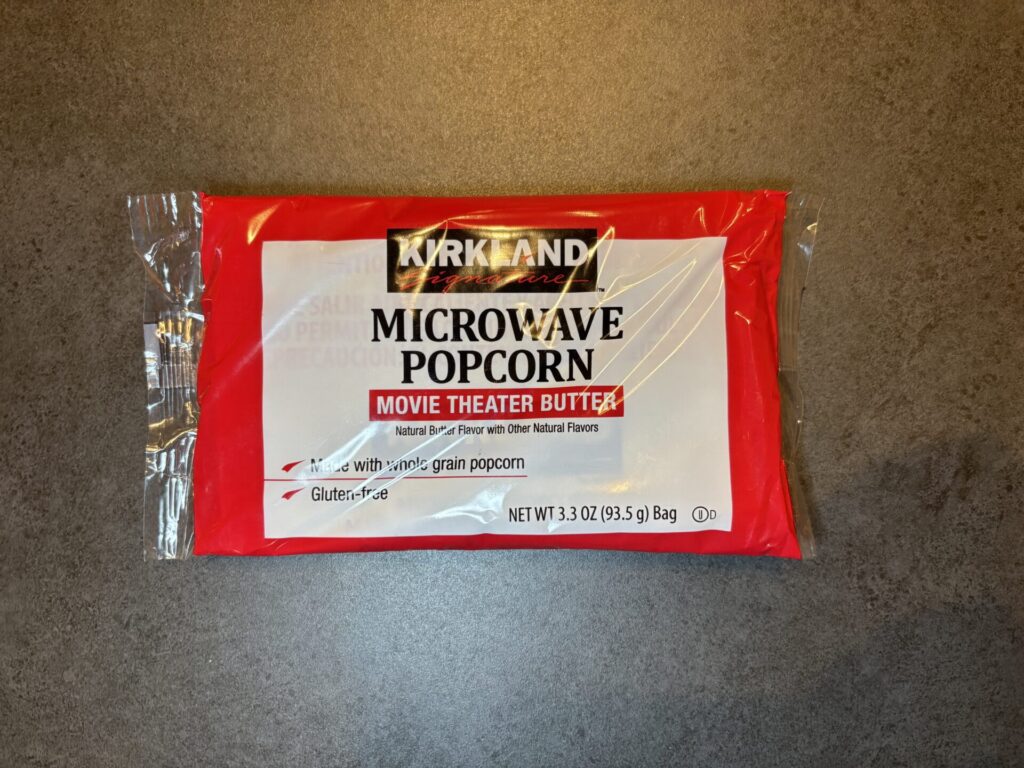 KIRKLAND
Signature™
MICROWAVE
POPCORN
MOVIE THEATER BUTTER
Natural Butter Flavor with Other Natural Flavors
Made with whole grain popcorn
Gluten-free
NET WT 3.3 OZ (93.5 g) Bag Ⓤ D